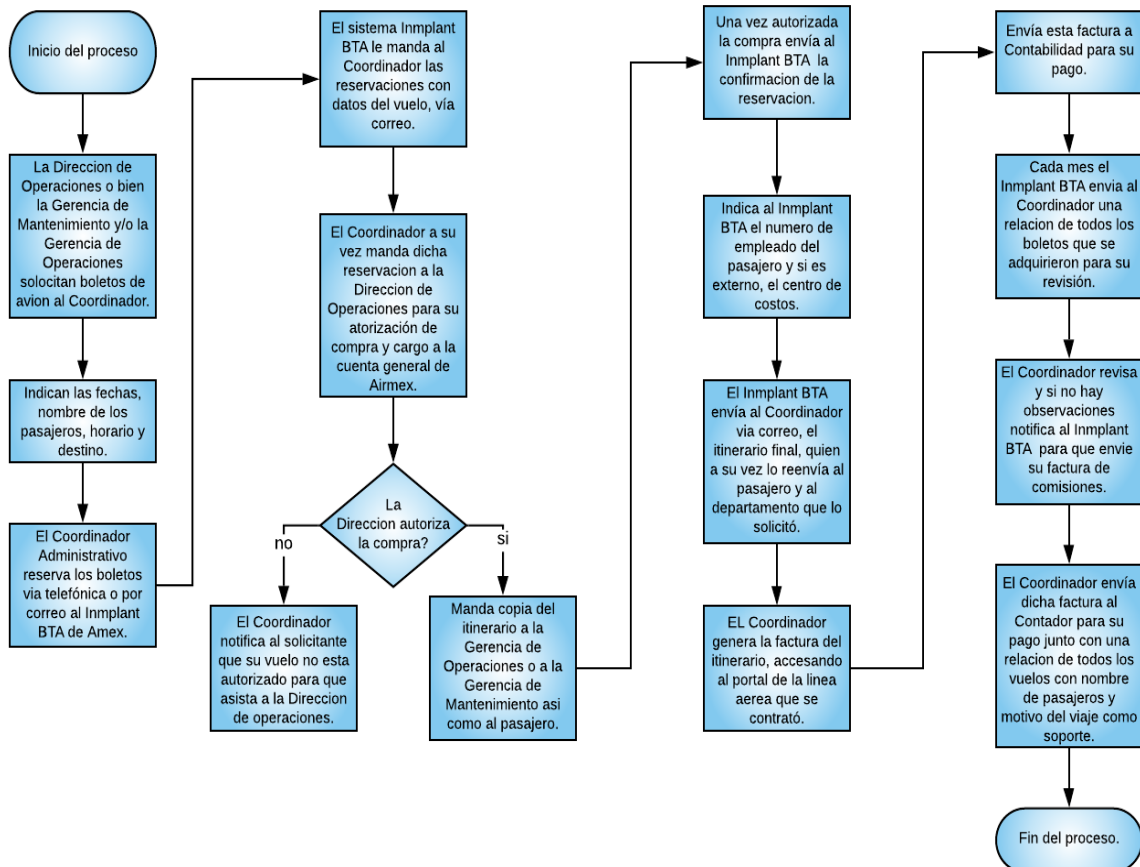 Inicio del proceso
La Direccion de
Operaciones o bien
la Gerencia de
Mantenimiento y/o la
Gerencia de
Operaciones
solocitan boletos de
avion al Coordinador.
Indican las fechas,
nombre de los
pasajeros, horario y
destino.
El Coordinador
Administrativo
reserva los boletos
via telefónica o por
correo al Inmplant
BTA de Amex.
El sistema Inmplant
BTA le manda al
Coordinador las
reservaciones con
datos del vuelo, vía
correo.
El Coordinador a su
vez manda dicha
reservacion a la
Direccion de
Operaciones para su
atorización de
compra y cargo a la
cuenta general de
Airmex.
La
Direccion autoriza
la compra?
no
si
El Coordinador
notifica al solicitante
que su vuelo no esta
autorizado para que
asista a la Direccion
de operaciones.
Manda copia del
itinerario a la
Gerencia de
Operaciones o a la
Gerencia de
Mantenimiento asi
como al pasajero.
Una vez autorizada
la compra envía al
Inmplant BTA la
confirmacion de la
reservacion.
Indica al Inmplant
BTA el numero de
empleado del
pasajero y si es
externo, el centro de
costos.
El Inmplant BTA
envía al Coordinador
via correo, el
itinerario final, quien
a su vez lo reenvía al
pasajero y al
departamento que lo
solicitó.
EL Coordinador
genera la factura del
itinerario, accesando
al portal de la linea
aerea que se
contrató.
Envía esta factura a
Contabilidad para su
pago.
Cada mes el
Inmplant BTA envia al
Coordinador una
relacion de todos los
boletos que se
adquirieron para su
revisión.
El Coordinador revisa
y si no hay
observaciones
notifica al Inmplant
BTA para que envie
su factura de
comisiones.
El Coordinador envía
dicha factura al
Contador para su
pago junto con una
relacion de todos los
vuelos con nombre
de pasajeros y
motivo del viaje como
soporte.
Fin del proceso.